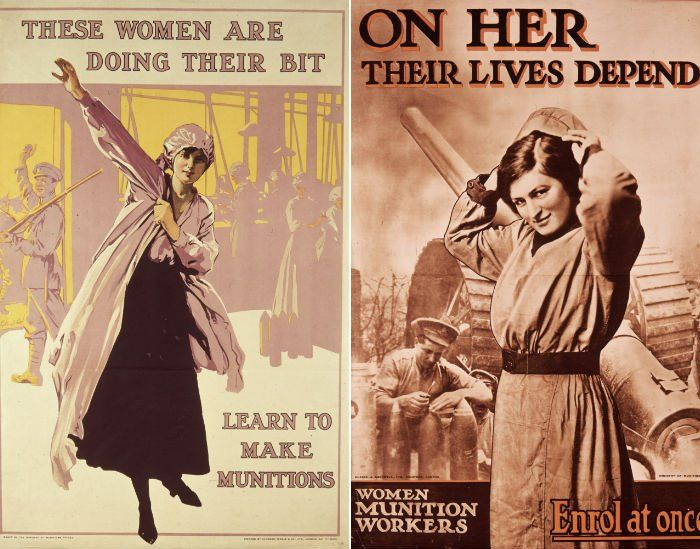 THESE WOMEN ARE
DOING THEIR BIT
LEARN TO
MAKE
MUNITIONS
ON HER
THEIR LIVES DEPEND
WOMEN
MUNITION
WORKERS
Enrol at once